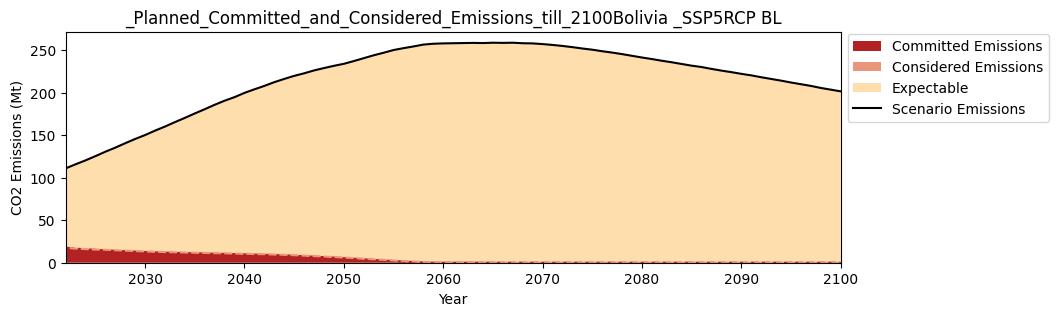 _Planned_Committed_and_Considered_Emissions_till_2100Bolivia _SSP5RCP BL
CO2 Emissions (Mt)
250
200
150
100
50
0
2030 2040 2050 2060 2070 2080 2090 2100
Year
Committed Emissions
Considered Emissions
Expectable
Scenario Emissions